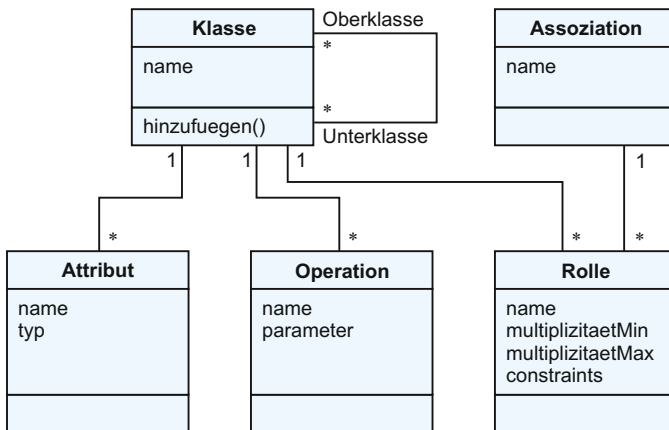 Klasse
name
hinzufuegen()
Oberklasse
*
*
Unterklasse
Assoziation
name
1
1
1
1
*
*
*
*
Attribut
name
typ
Operation
name
parameter
Rolle
name
multiplizitaetMin
multiplizitaetMax
constraints